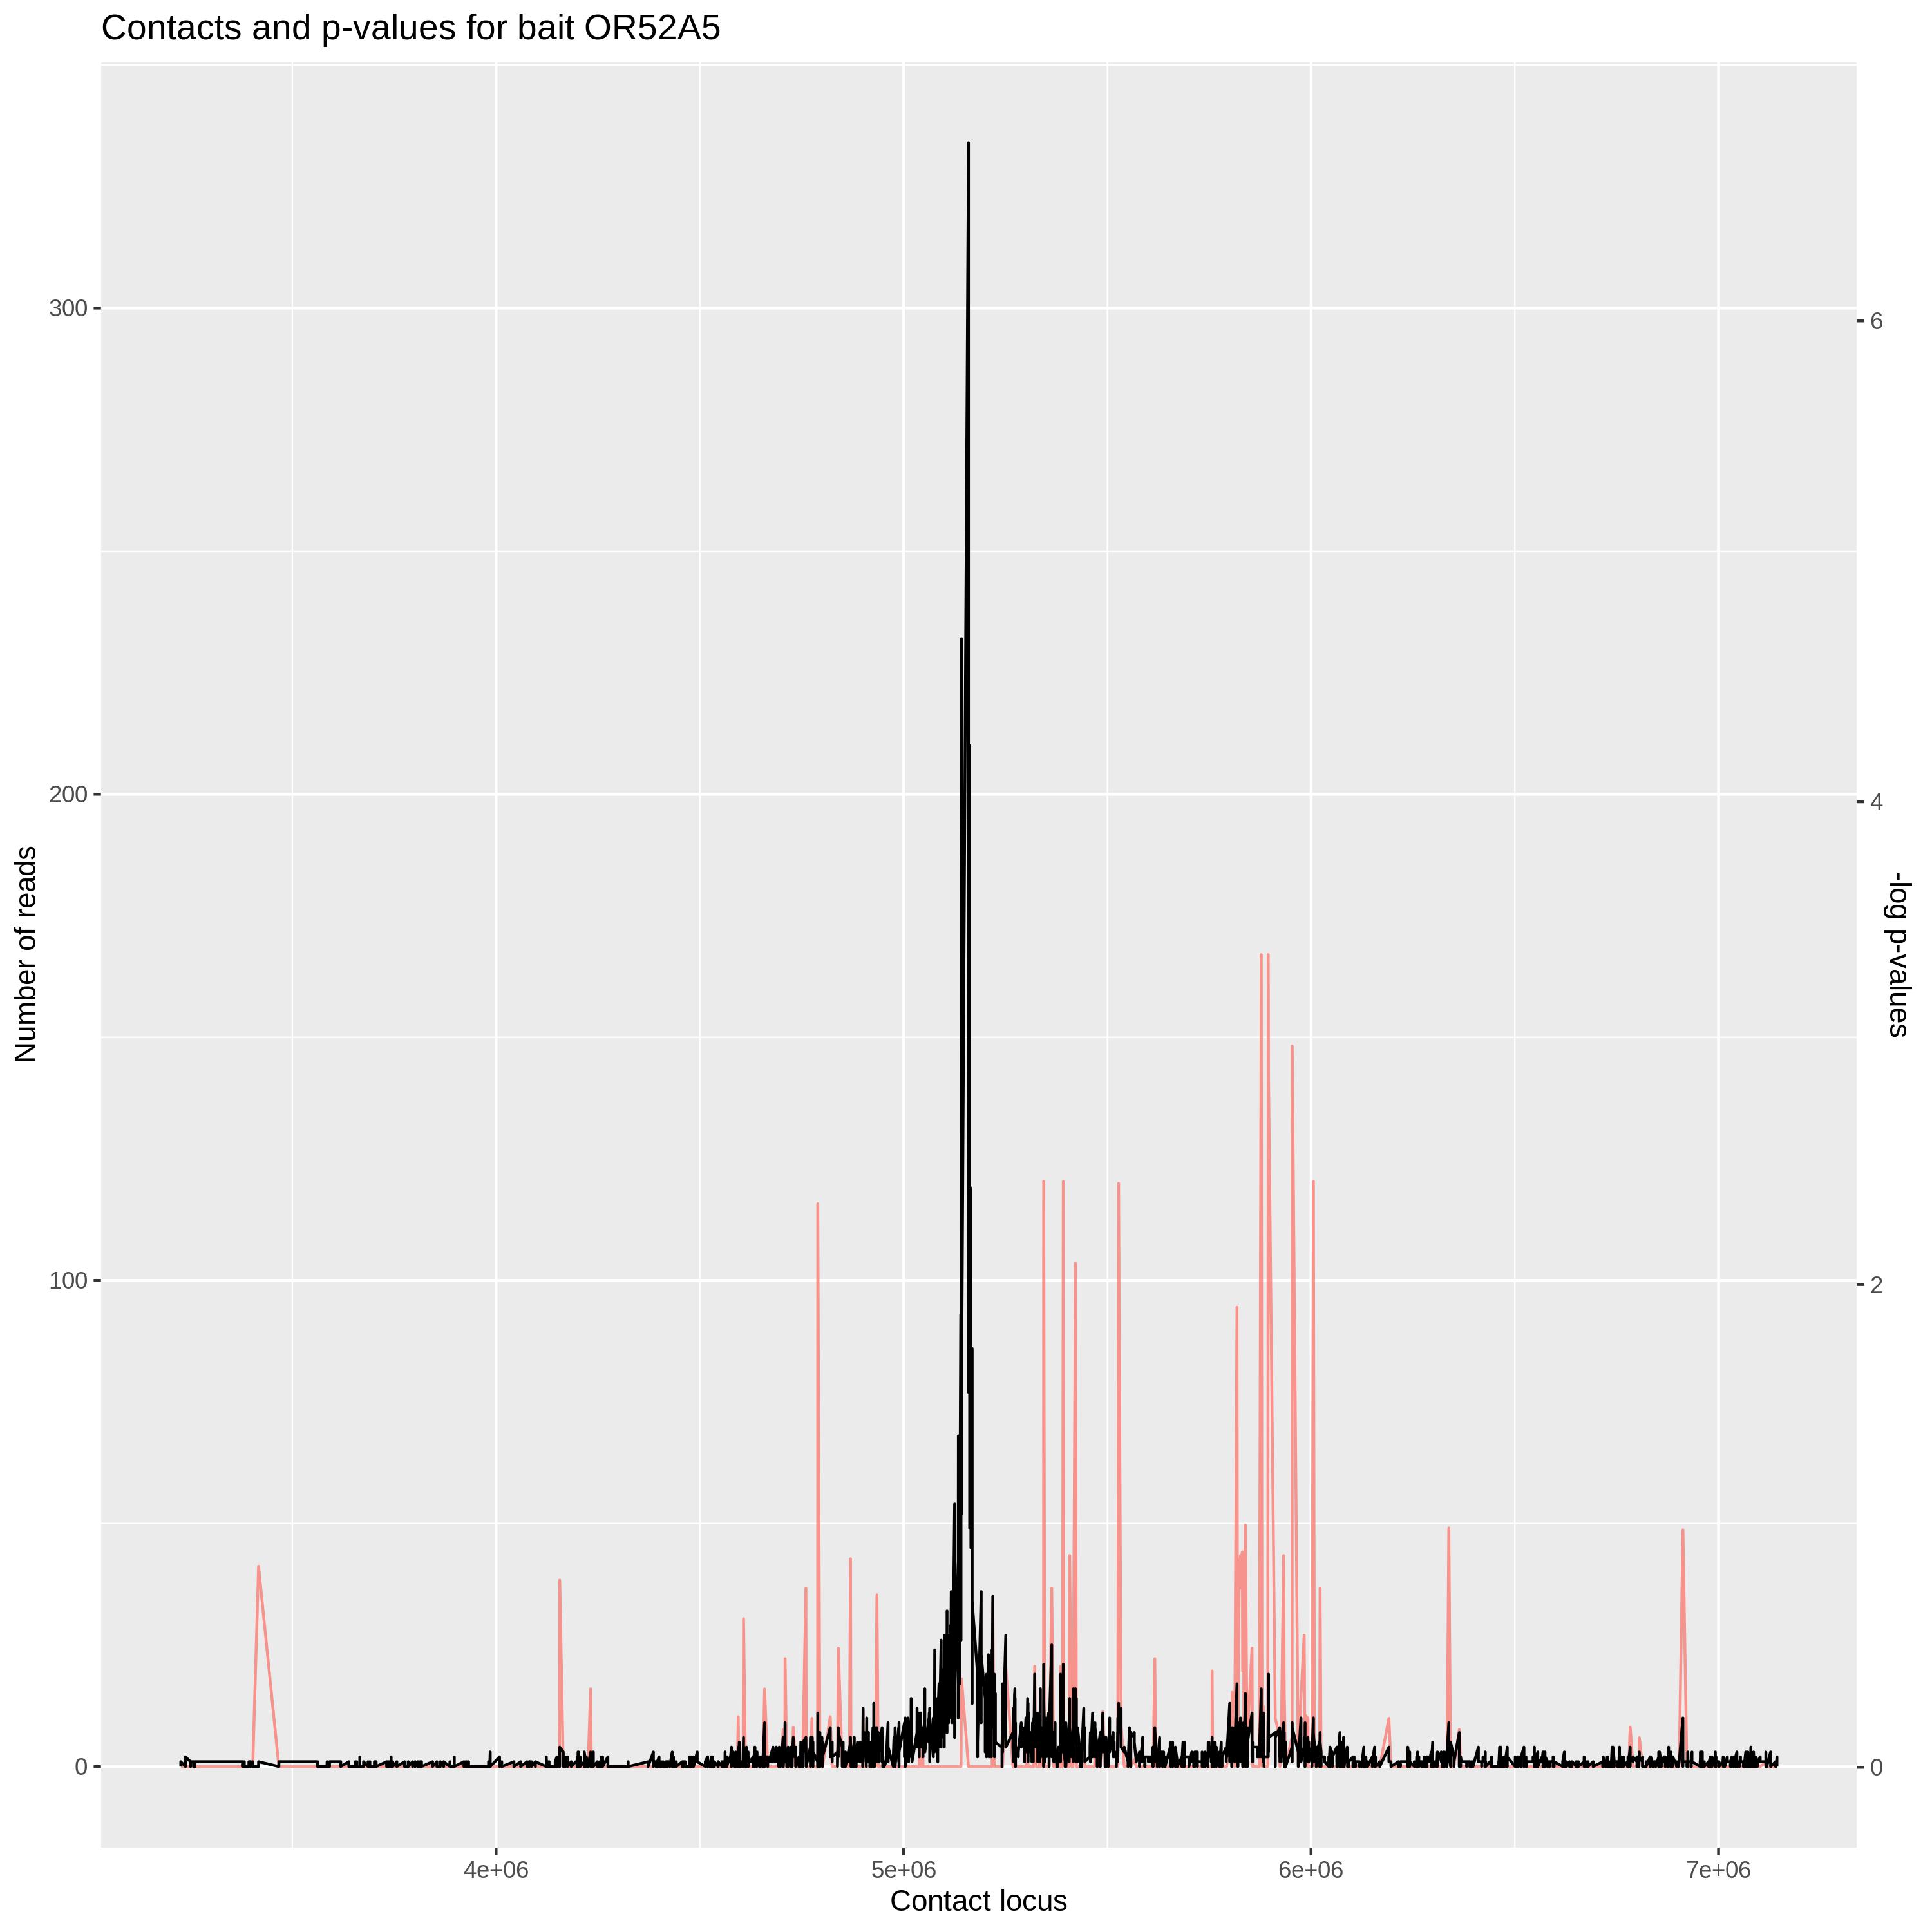 Contacts and p-values for bait OR52A5
300
200
100
0
Number of reads
6
4
2
0
-log p-values
4e+06
5e+06
6e+06
7e+06
Contact locus